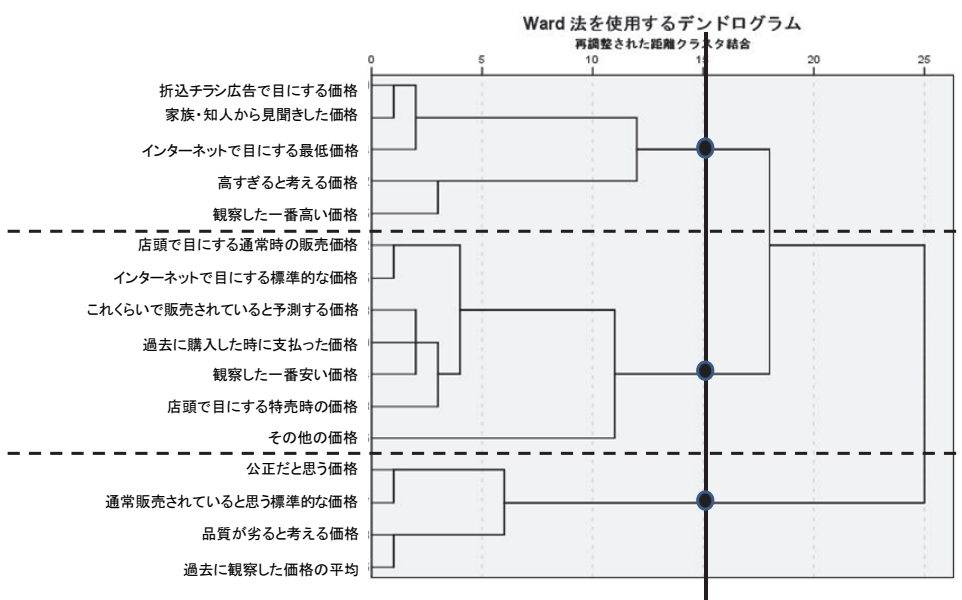 Ward 法を使用するデンドログラム
再調整された距離クラスタ結合
0 5 10 15 20 25
折込チラシ広告で目にする価格
家族・知人から見聞きした価格
インターネットで目にする最低価格
高すぎると考える価格
観察した一番高い価格
店頭で目にする通常時の販売価格
インターネットで目にする標準的な価格
これくらいで販売されていると予測する価格
過去に購入した時に支払った価格
観察した一番安い価格
店頭で目にする特売時の価格
その他の価格
公正だと思う価格
通常販売されていると思う標準的な価格
品質が劣ると考える価格
過去に観察した価格の平均